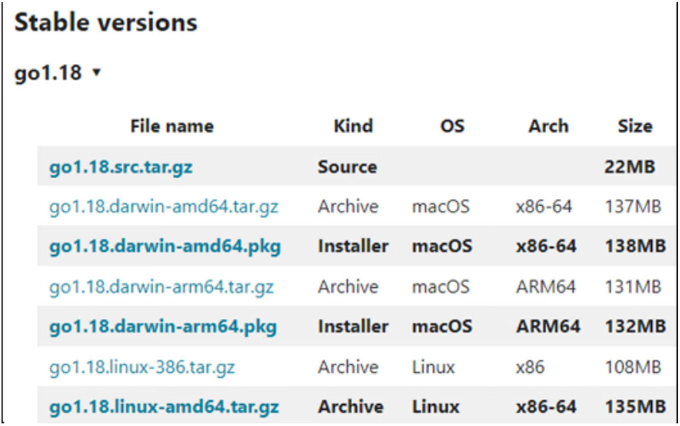 Stable versions
go1.18 ▾
File name Kind OS Arch Size
go1.18.src.tar.gz Source 22MB
go1.18.darwin-amd64.tar.gz Archive macOS x86-64 137MB
go1.18.darwin-amd64.pkg Installer macOS x86-64 138MB
go1.18.darwin-arm64.tar.gz Archive macOS ARM64 131MB
go1.18.darwin-arm64.pkg Installer macOS ARM64 132MB
go1.18.linux-386.tar.gz Archive Linux x86 108MB
go1.18.linux-amd64.tar.gz Archive Linux x86-64 135MB